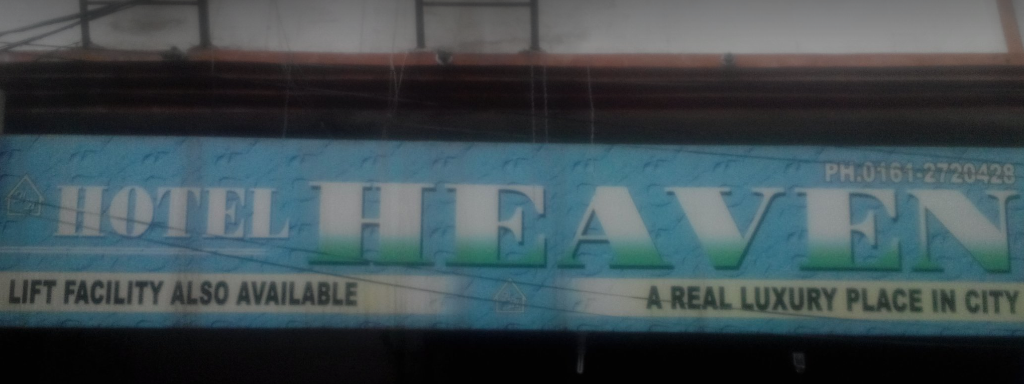 PH.0161-2720428
HOTEL HEAVEN
LIFT FACILITY ALSO AVAILABLE
A REAL LUXURY PLACE IN CITY